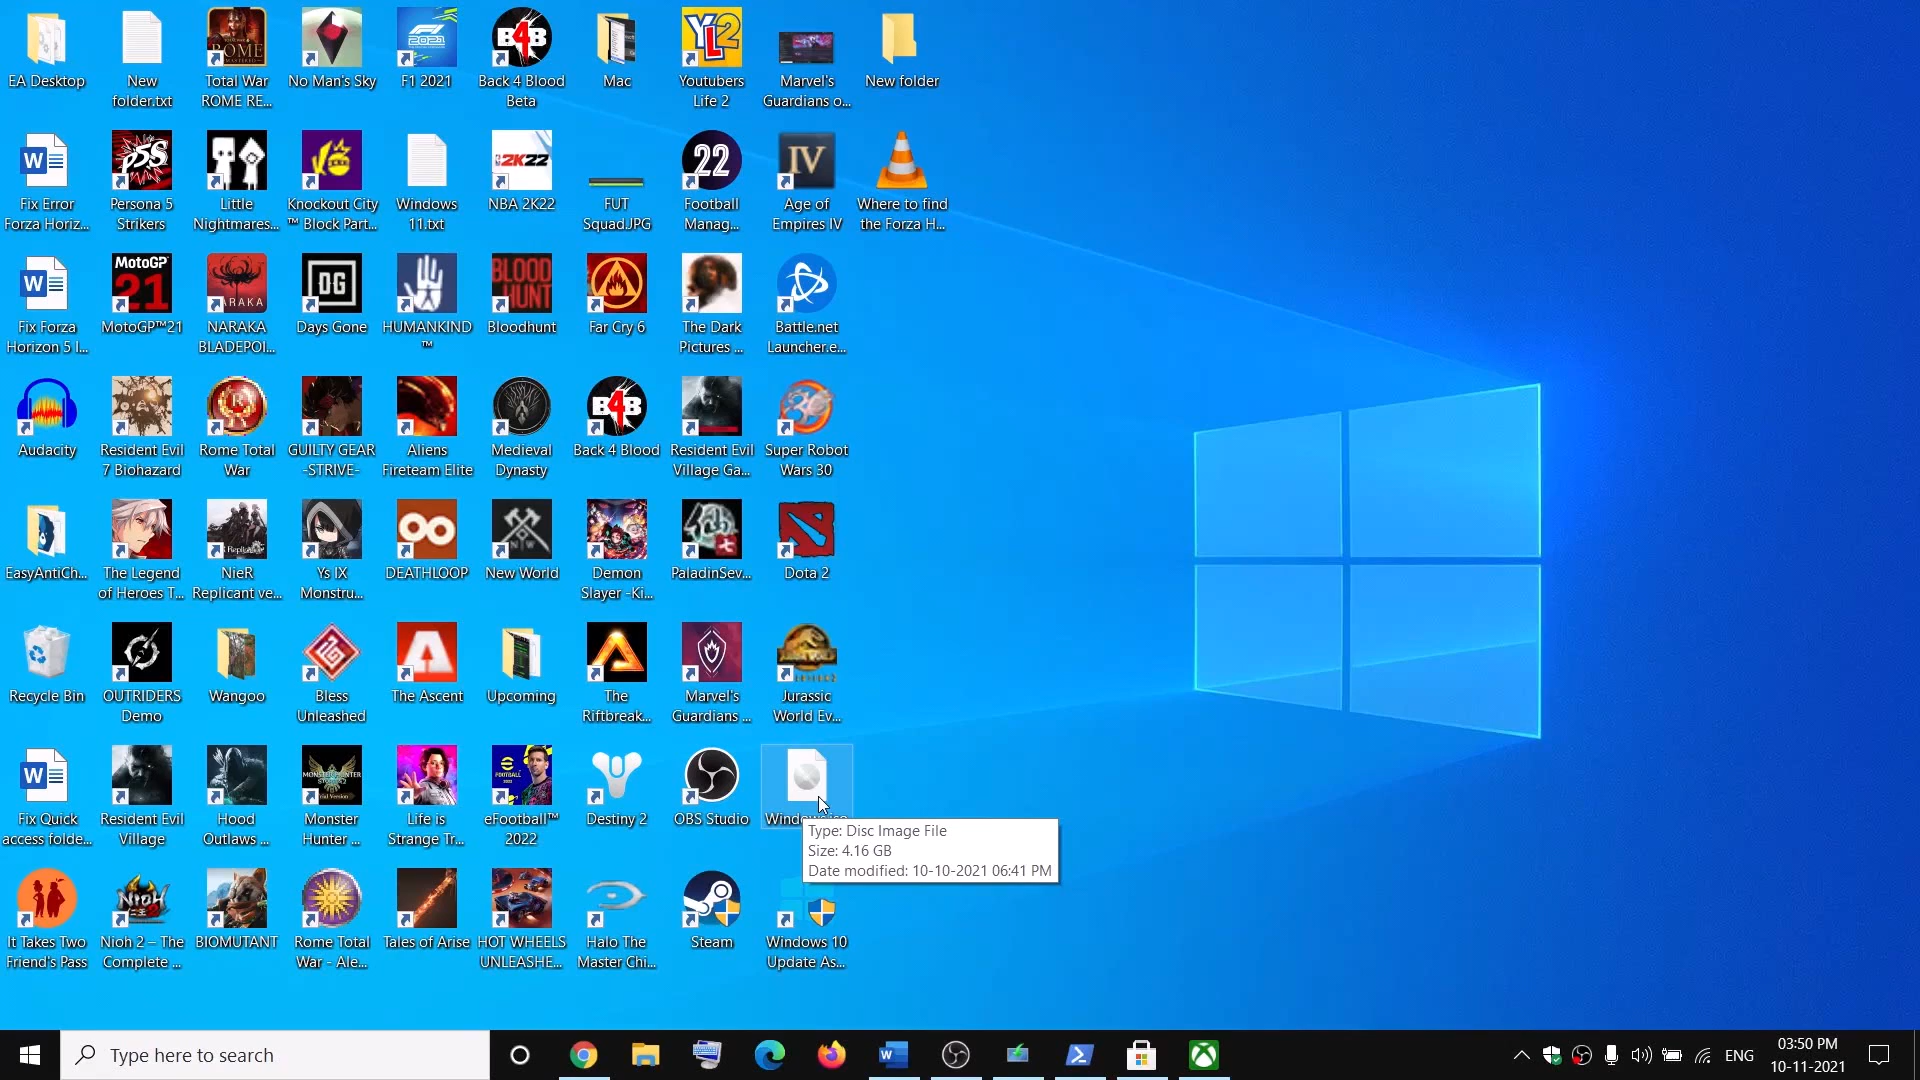 EA Desktop
New
folder.txt
Total War
ROME RE...
No Man's Sky
F1 2021
Back 4 Blood
Beta
Mac
Youtubers
Life 2
Marvel's
Guardians o...
New folder
Fix Error
Forza Horiz...
Persona 5
Strikers
Little
Nightmares...
Knockout City
™ Block Part...
Windows
11.txt
NBA 2K22
FUT
Squad.JPG
Football
Manag...
Age of
Empires IV
Where to find
the Forza H...
Fix Forza
Horizon 5 l...
MotoGP™21
NARAKA
BLADEPOI...
Days Gone
HUMANKIND
™
Bloodhunt
Far Cry 6
The Dark
Pictures ...
Battle.net
Launcher.e...
Audacity
Resident Evil
7 Biohazard
Rome Total
War
GUILTY GEAR
-STRIVE-
Aliens
Fireteam Elite
Medieval
Dynasty
Back 4 Blood
Resident Evil
Village Ga...
Super Robot
Wars 30
EasyAntiCh...
The Legend
of Heroes T...
NieR
Replicant ve...
Ys IX
Monstru...
DEATHLOOP
New World
Demon
Slayer -Ki...
PaladinSev...
Dota 2
Recycle Bin
OUTRIDERS
Demo
Wangoo
Bless
Unleashed
The Ascent
Upcoming
The
Riftbreak...
Marvel's
Guardians ...
Jurassic
World Ev...
Fix Quick
access folde...
Resident Evil
Village
Hood
Outlaws ...
Monster
Hunter ...
Life is
Strange Tr...
eFootball™
2022
Destiny 2
OBS Studio
Windows.iso
Type: Disc Image File
Size: 4.16 GB
Date modified: 10-10-2021 06:41 PM
It Takes Two
Friend's Pass
Nioh 2 – The
Complete ...
BIOMUTANT
Rome Total
War - Ale...
Tales of Arise
HOT WHEELS
UNLEASHE...
Halo The
Master Chi...
Steam
Windows 10
Update As...
Type here to search
ENG
03:50 PM
10-11-2021